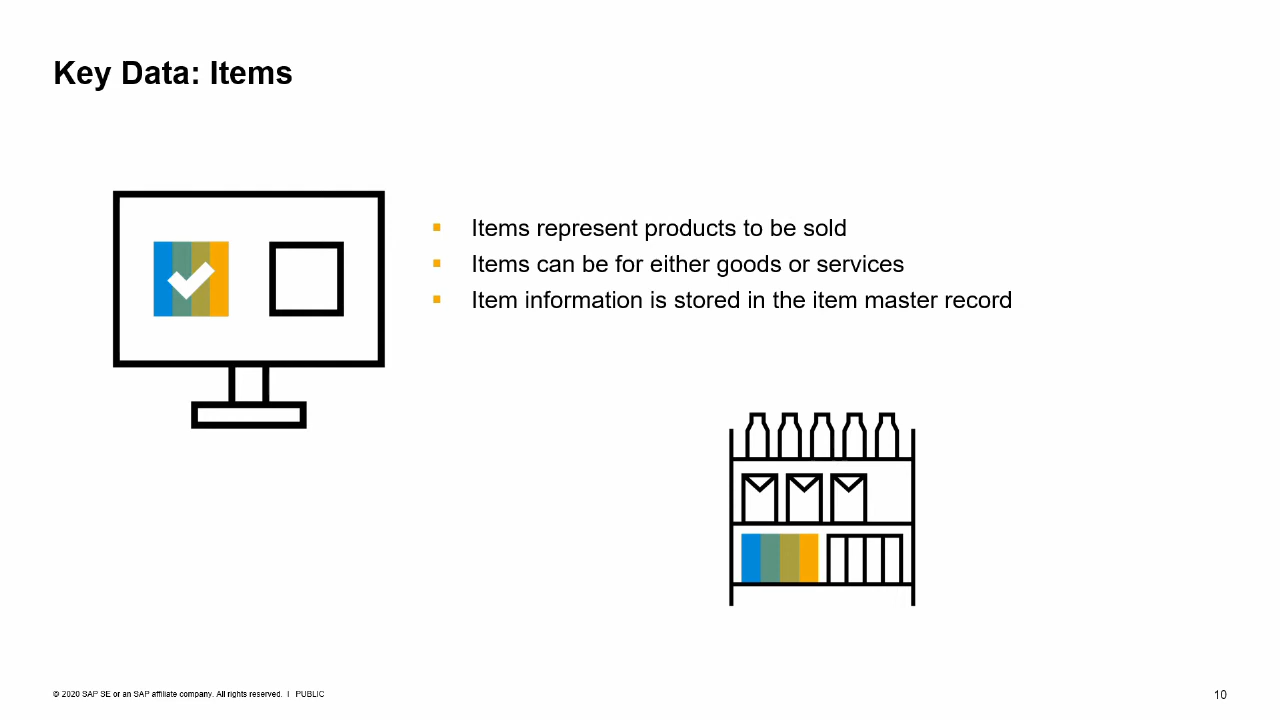 Key Data: Items
▪ Items represent products to be sold
▪ Items can be for either goods or services
▪ Item information is stored in the item master record
© 2020 SAP SE or an SAP affiliate company. All rights reserved. I PUBLIC
10